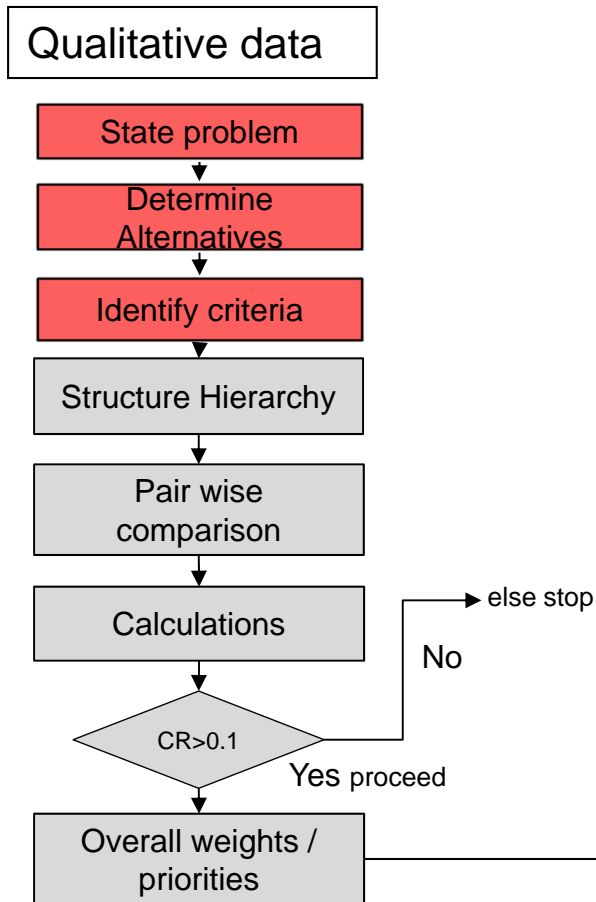 Qualitative data
State problem
Determine
Alternatives
Identify criteria
Structure Hierarchy
Pair wise
comparison
Calculations
else stop
No
CR>0.1
Yes proceed
Overall weights /
priorities